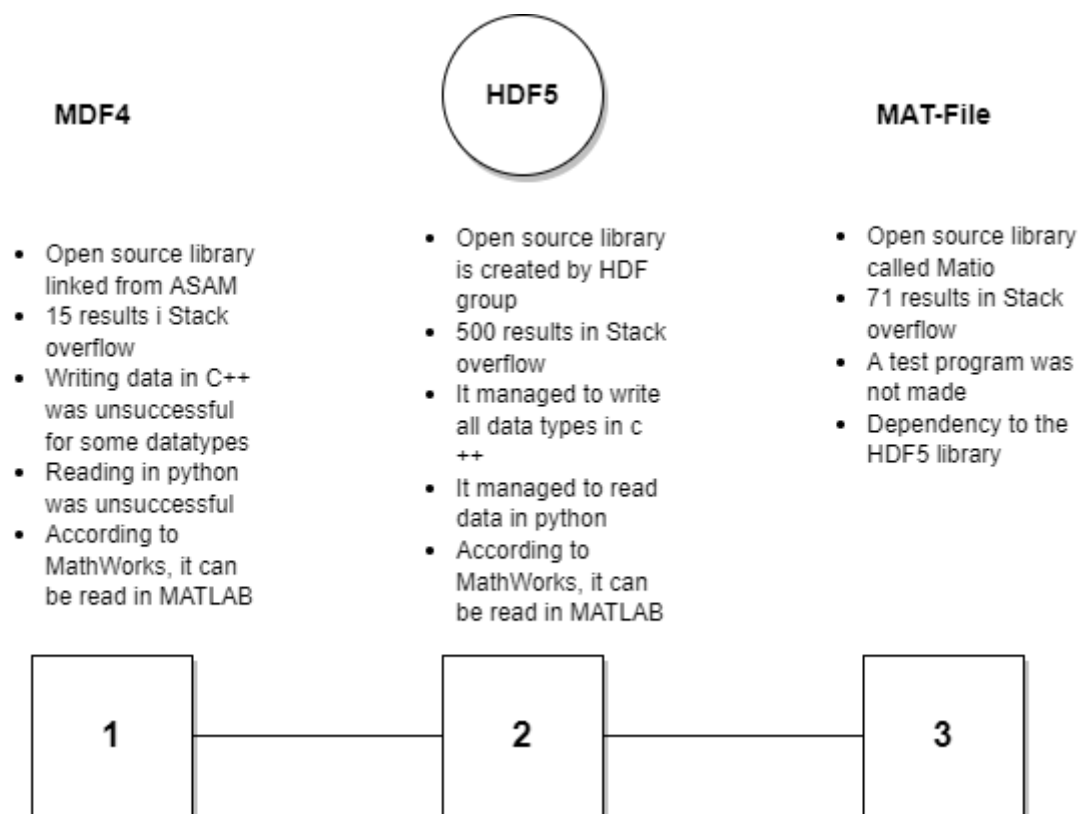 MDF4
HDF5
MAT-File
• Open source library
linked from ASAM
• 15 results i Stack
overflow
• Writing data in C++
was unsuccessful
for some datatypes
• Reading in python
was unsuccessful
• According to
MathWorks, it can
be read in MATLAB
• Open source library
is created by HDF
group
• 500 results in Stack
overflow
• It managed to write
all data types in c
++
• It managed to read
data in python
• According to
MathWorks, it can
be read in MATLAB
• Open source library
called Matio
• 71 results in Stack
overflow
• A test program was
not made
• Dependency to the
HDF5 library
1
2
3